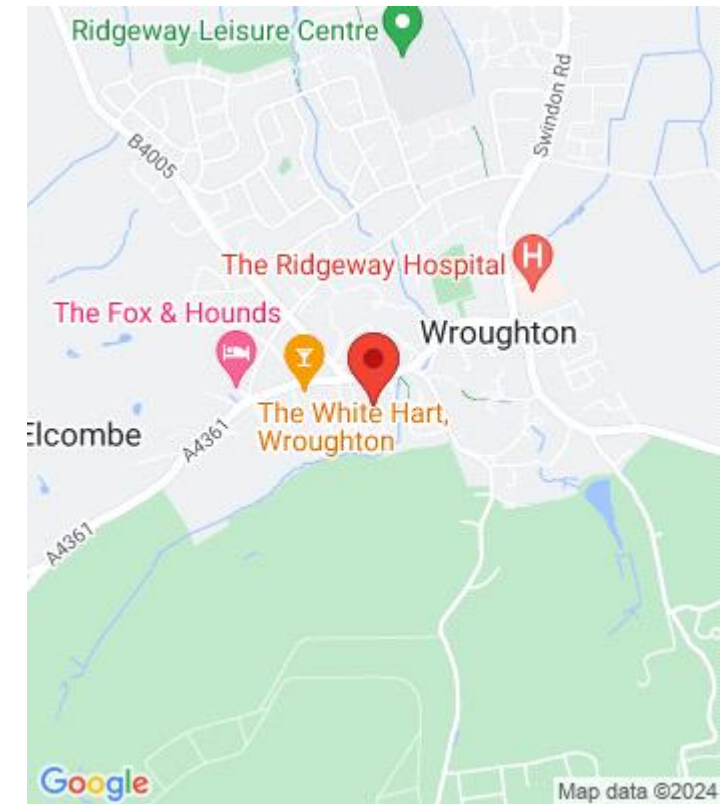 Ridgeway Leisure Centre
B4005
Swindon Rd
The Ridgeway Hospital
H
The Fox & Hounds
Wroughton
The White Hart,
Wroughton
Elcombe
A4361
A4361
Google
Map data ©2024